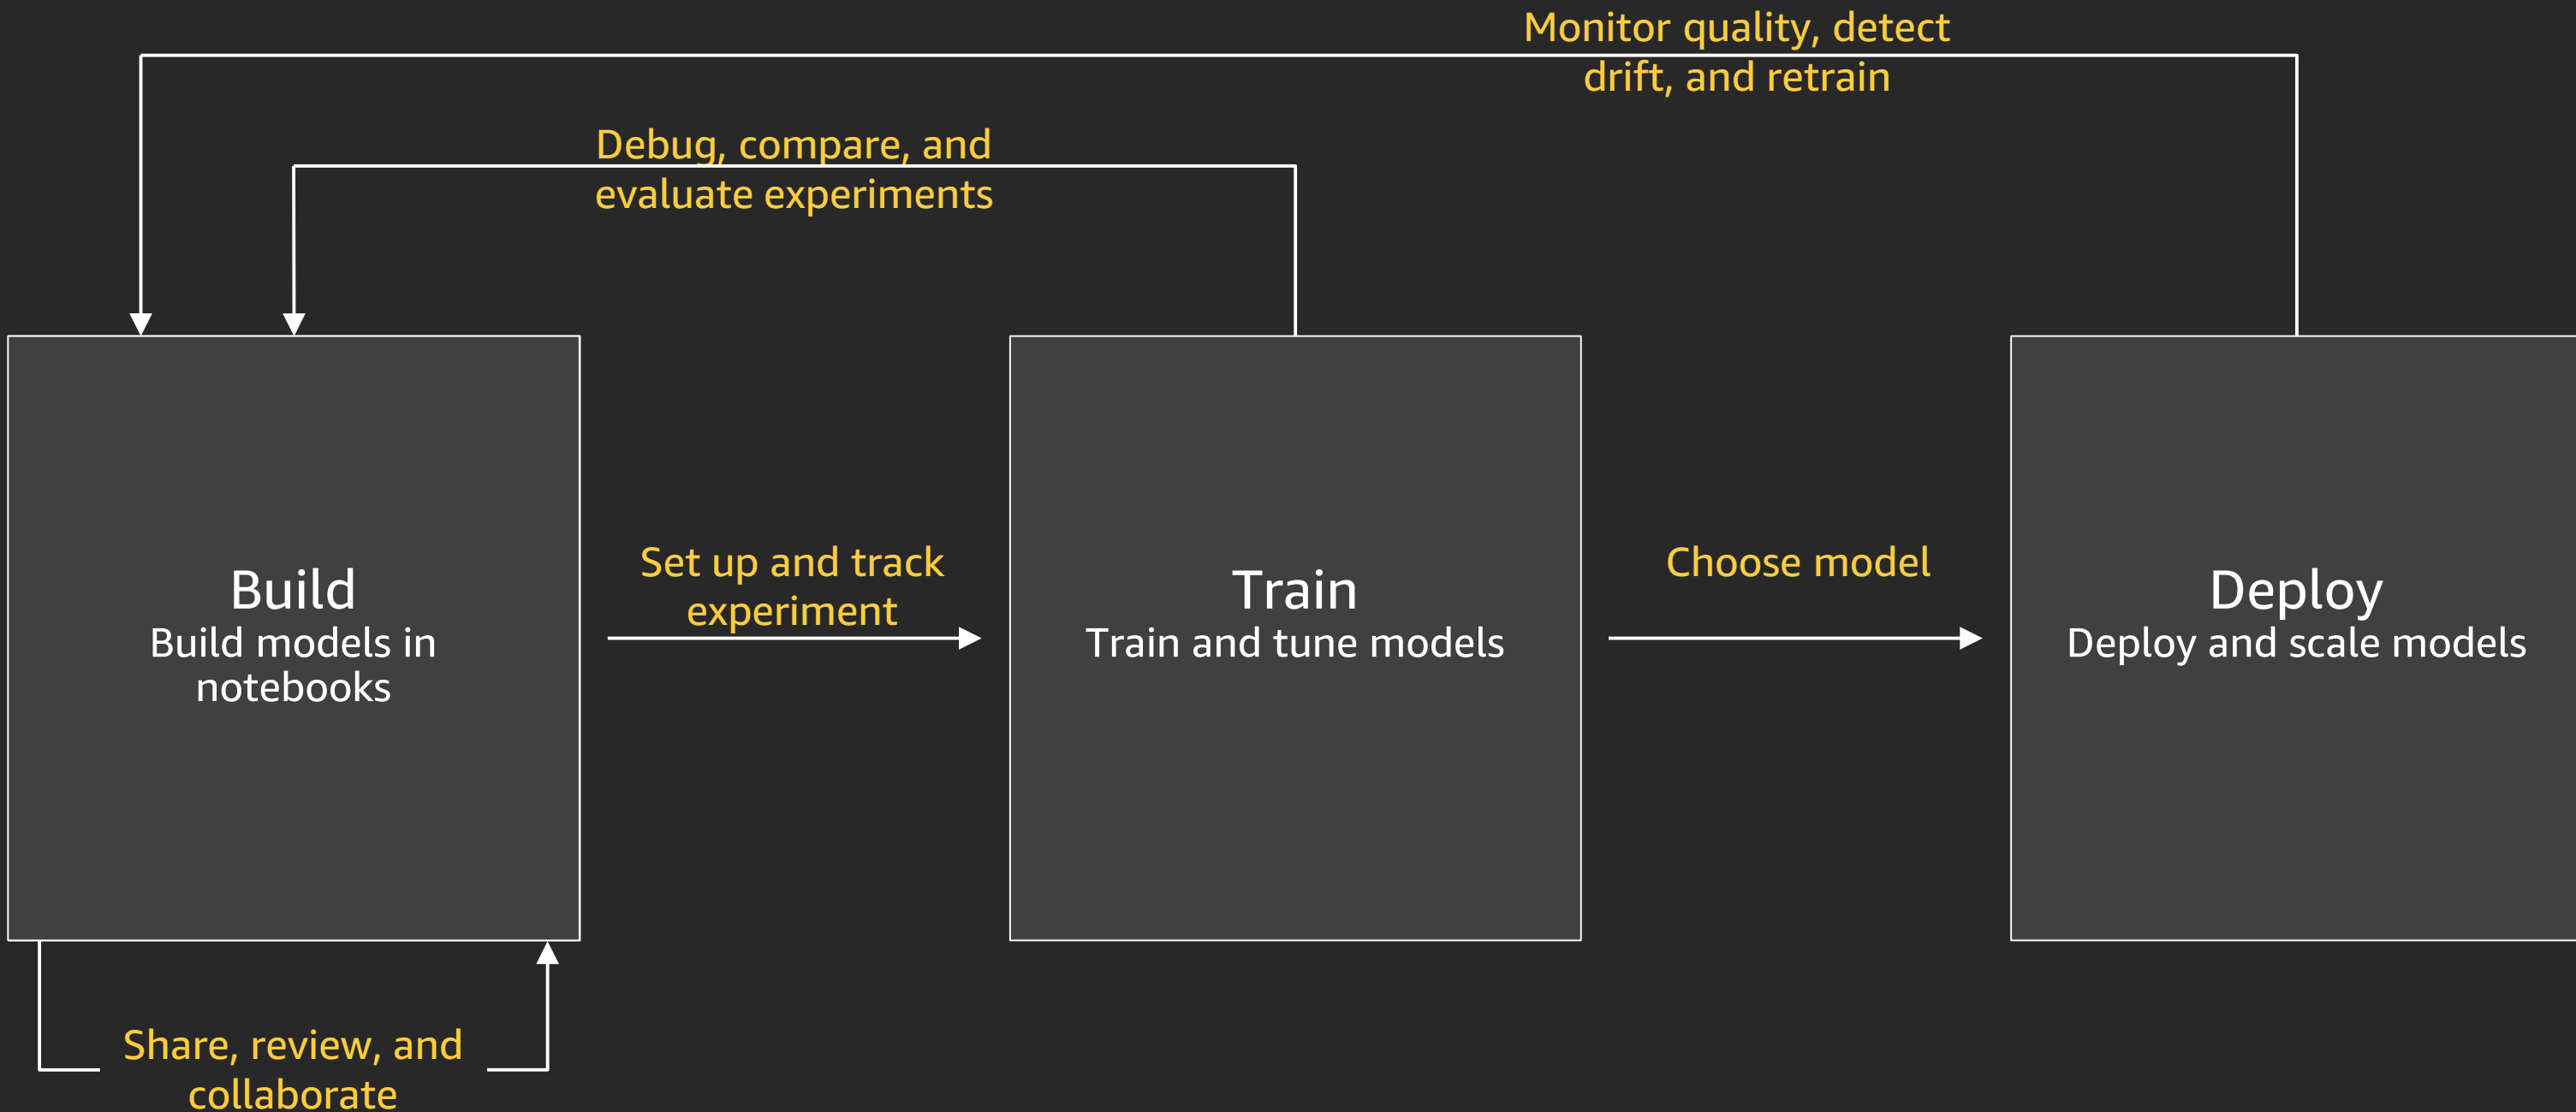 Monitor quality, detect
drift, and retrain
Debug, compare, and
evaluate experiments
Build
Build models in
notebooks
Set up and track
experiment
Train
Train and tune models
Choose model
Deploy
Deploy and scale models
Share, review, and
collaborate